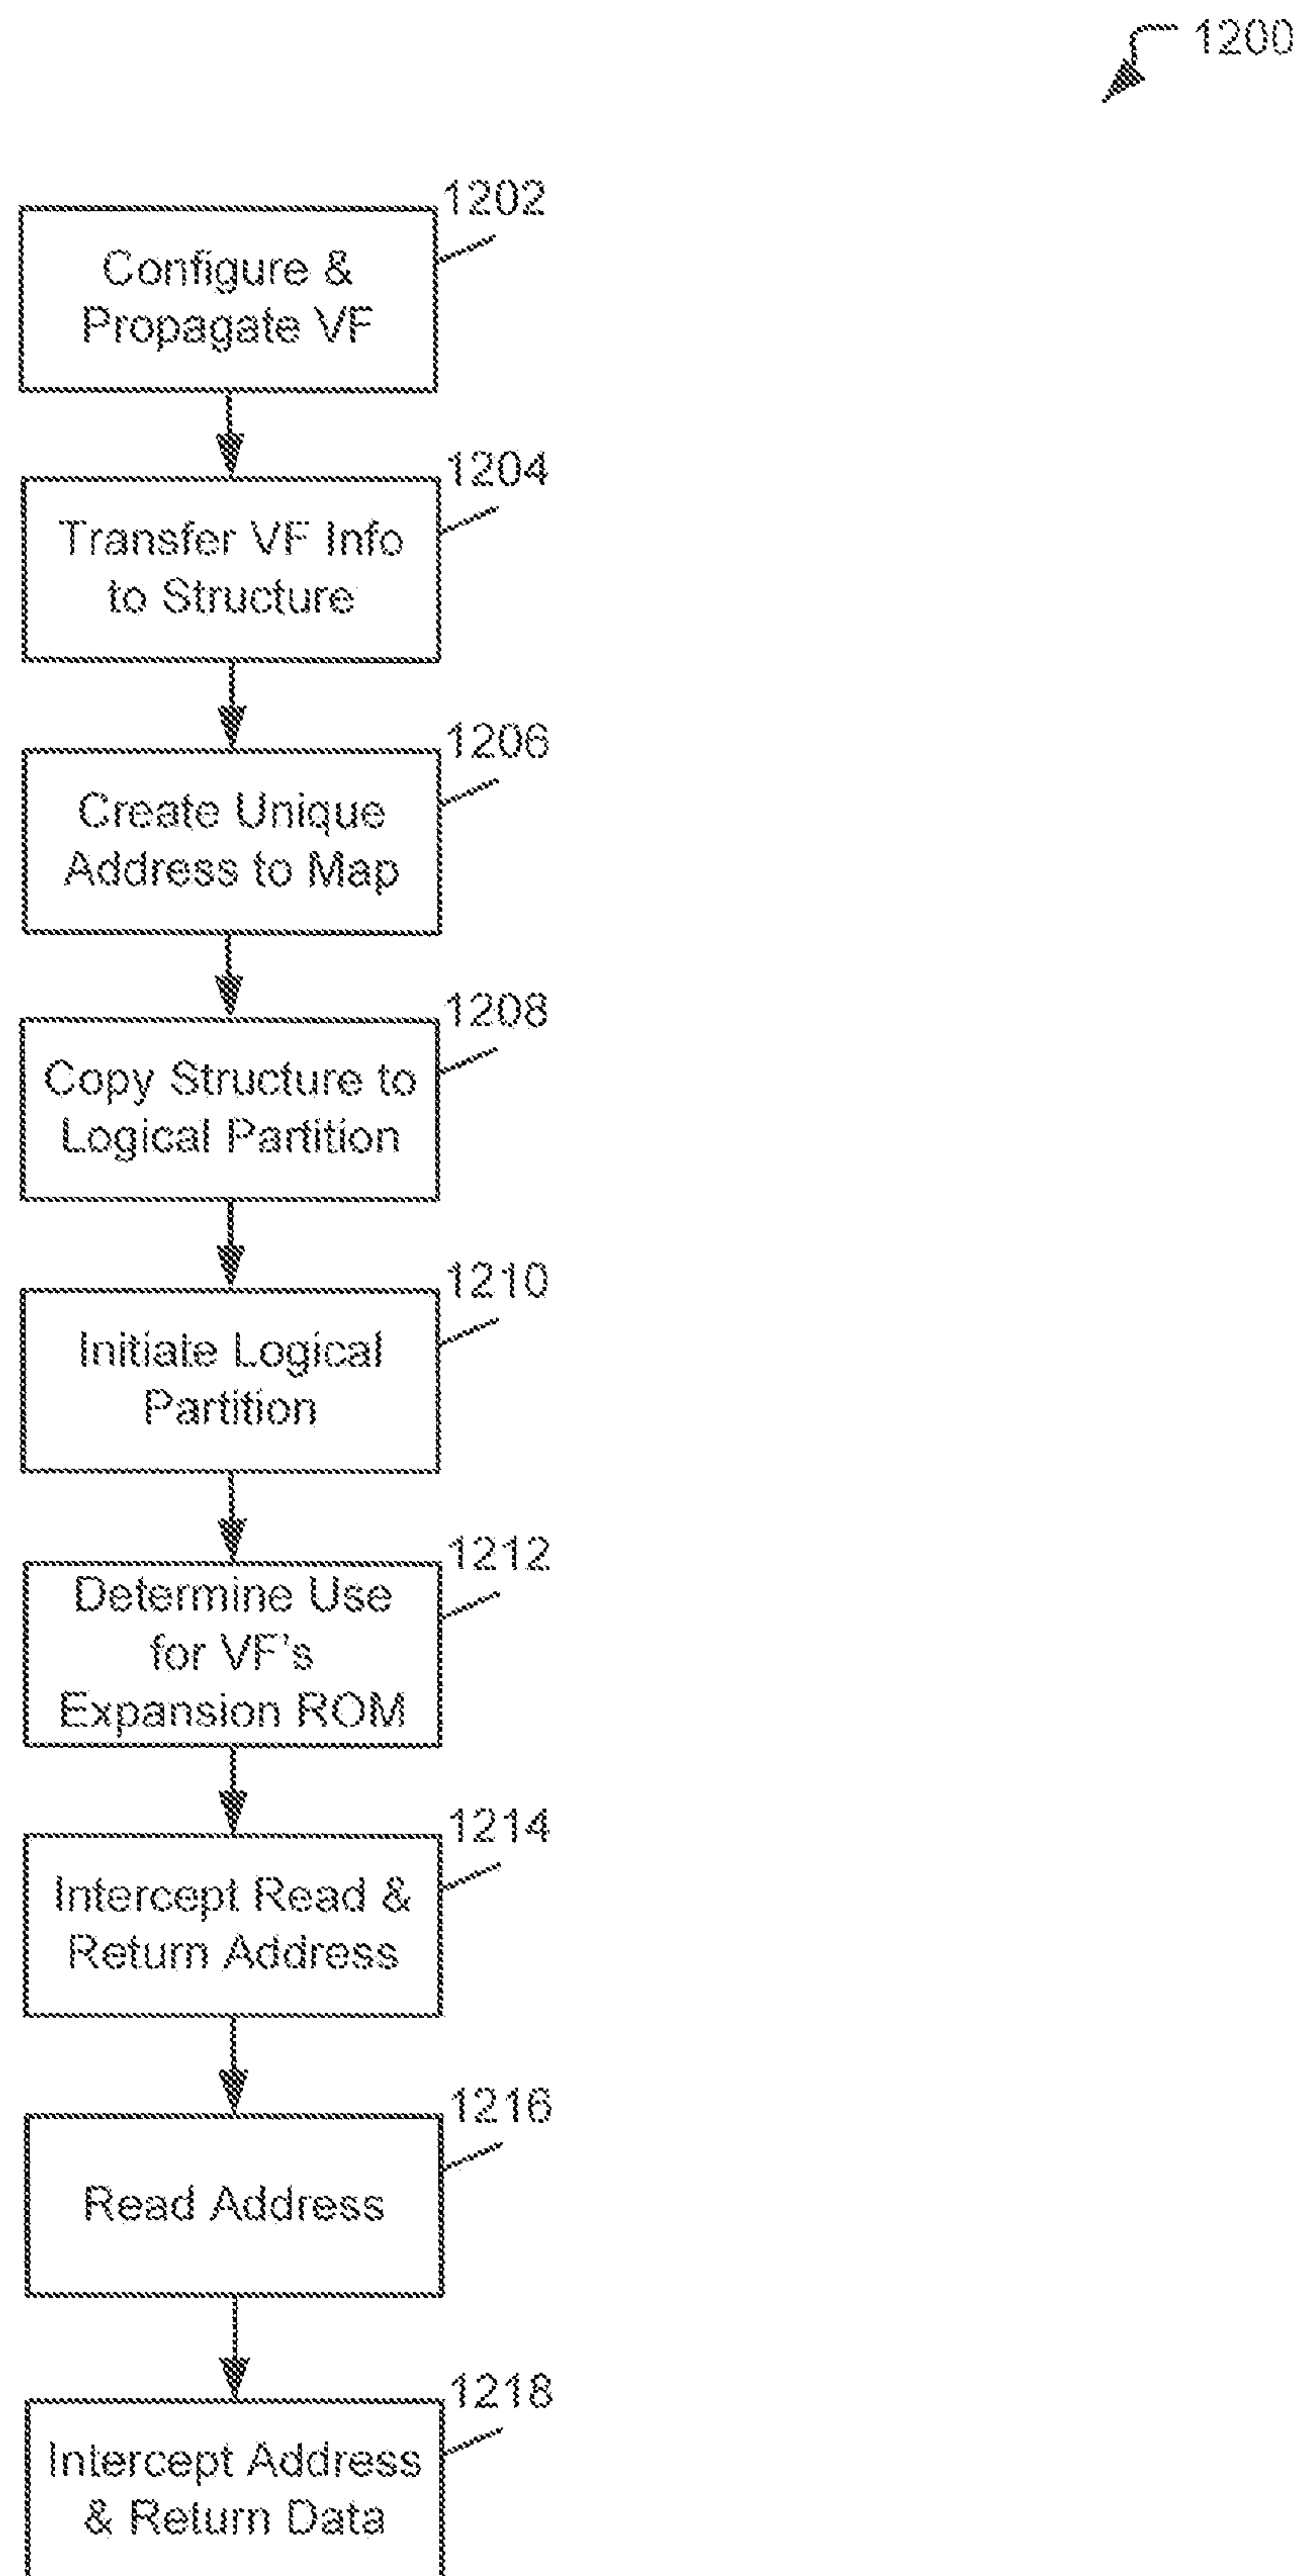 1200
1202
Configure &
Propagate VF
1204
Transfer VF Info
to Structure
1206
Create Unique
Address to Map
1208
Copy Structure to
Logical Partition
1210
Initiate Logical
Partition
1212
Determine Use
for VF's
Expansion ROM
1214
Intercept Read &
Return Address
1216
Read Address
1218
Intercept Address
& Return Data